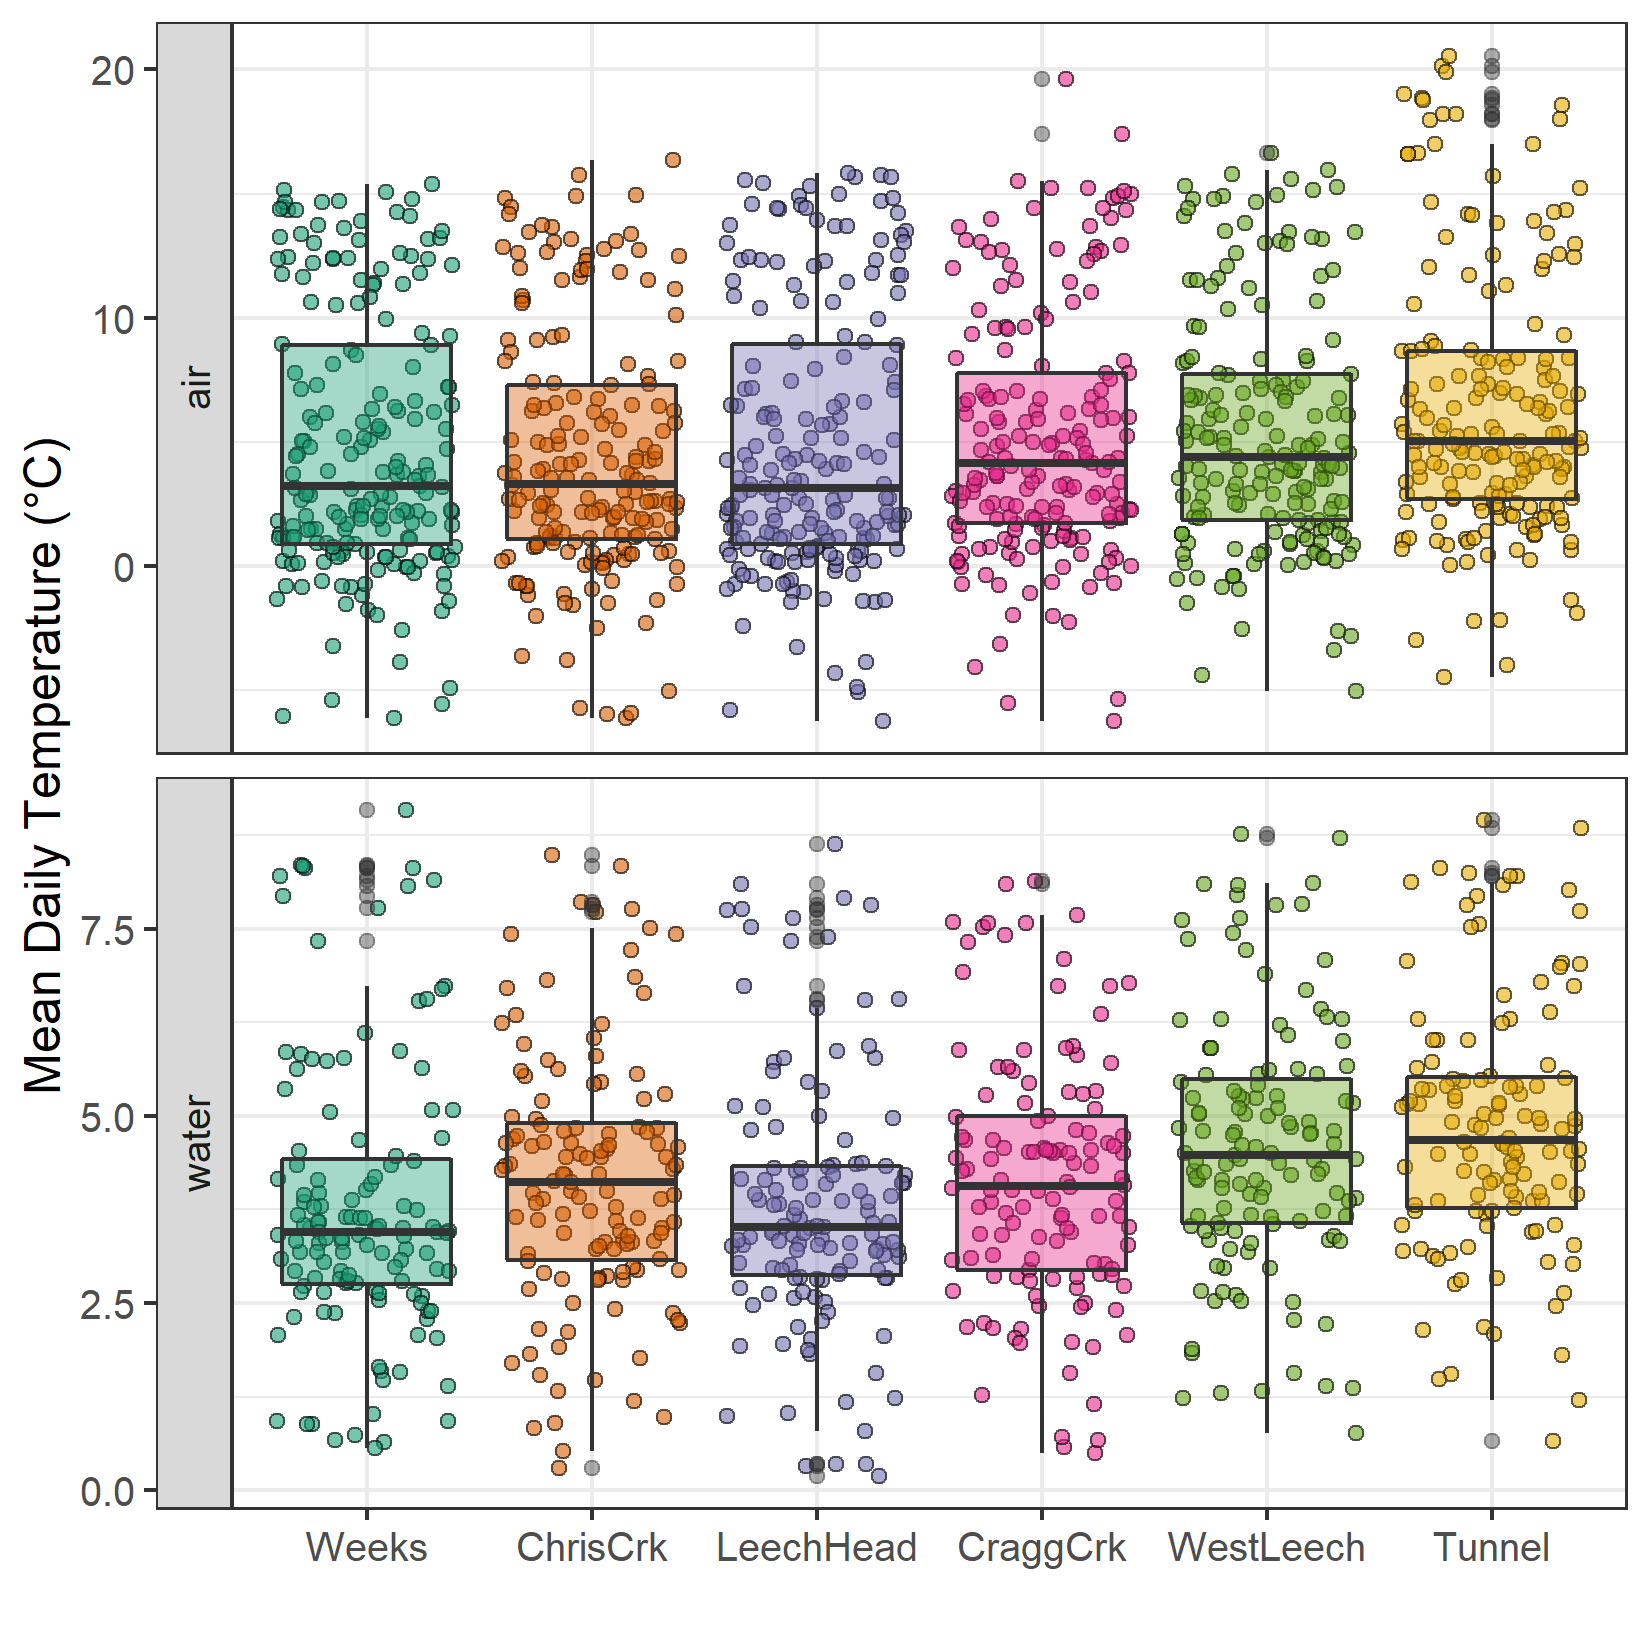 Mean Daily Temperature (°C)
air
20
10
0
water
7.5
5.0
2.5
0.0
Weeks
ChrisCrk
LeechHead
CraggCrk
WestLeech
Tunnel